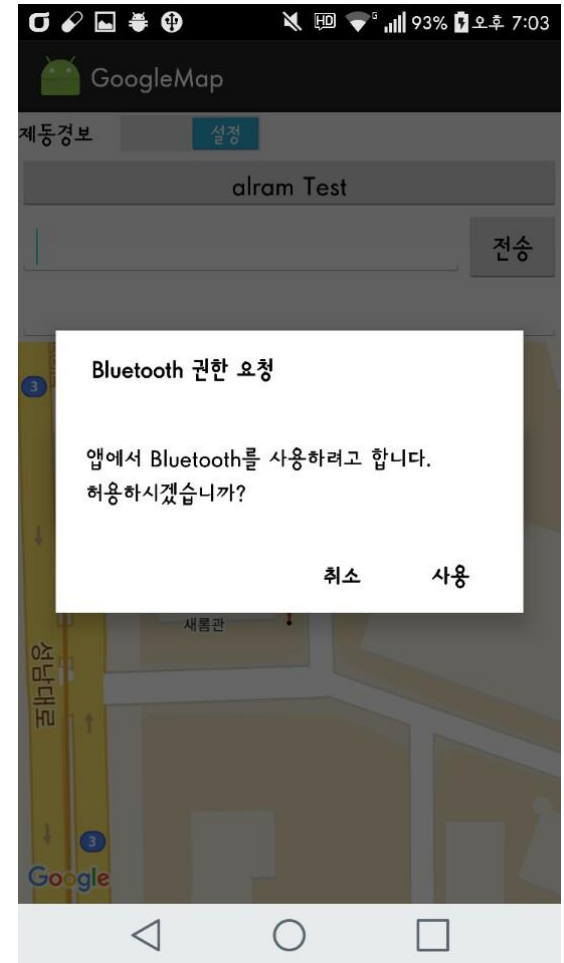 HD G 93% 오후 7:03
GoogleMap
제동경보 설정
alram Test
전송
3
Bluetooth 권한 요청
앱에서 Bluetooth를 사용하려고 합니다.
허용하시겠습니까?
취소 사용
새롬관
성남대로
3
Google